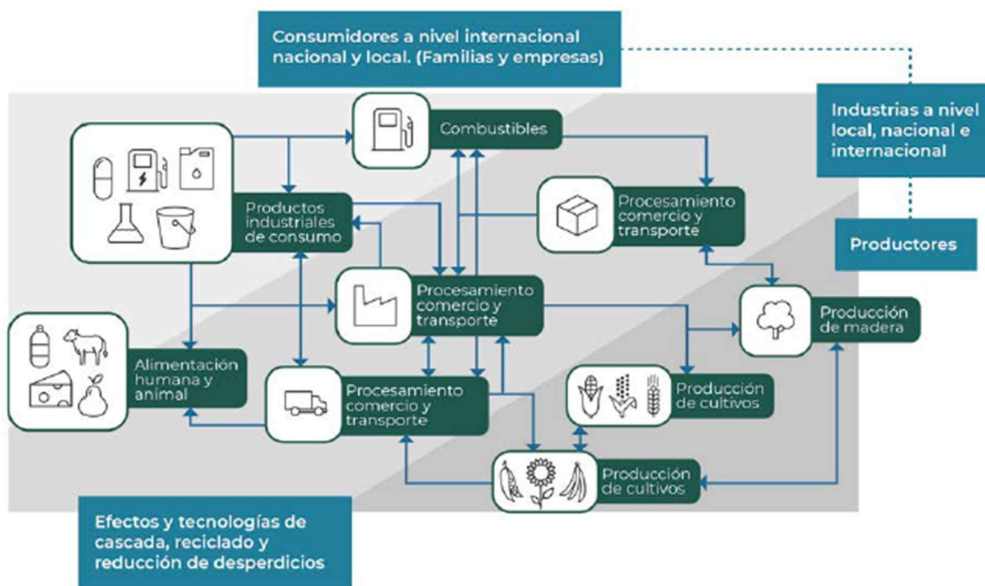 Consumidores a nivel internacional
nacional y local. (Familias y empresas)
Industrias a nivel
local, nacional e
internacional
Combustibles
Productos
industriales
de consumo
Procesamiento
comercio y
transporte
Productores
Procesamiento
comercio y
transporte
Producción
de madera
Alimentación
humana y
animal
Procesamiento
comercio y
transporte
Producción
de cultivos
Producción
de cultivos
Efectos y tecnologías de
cascada, reciclado y
reducción de desperdicios